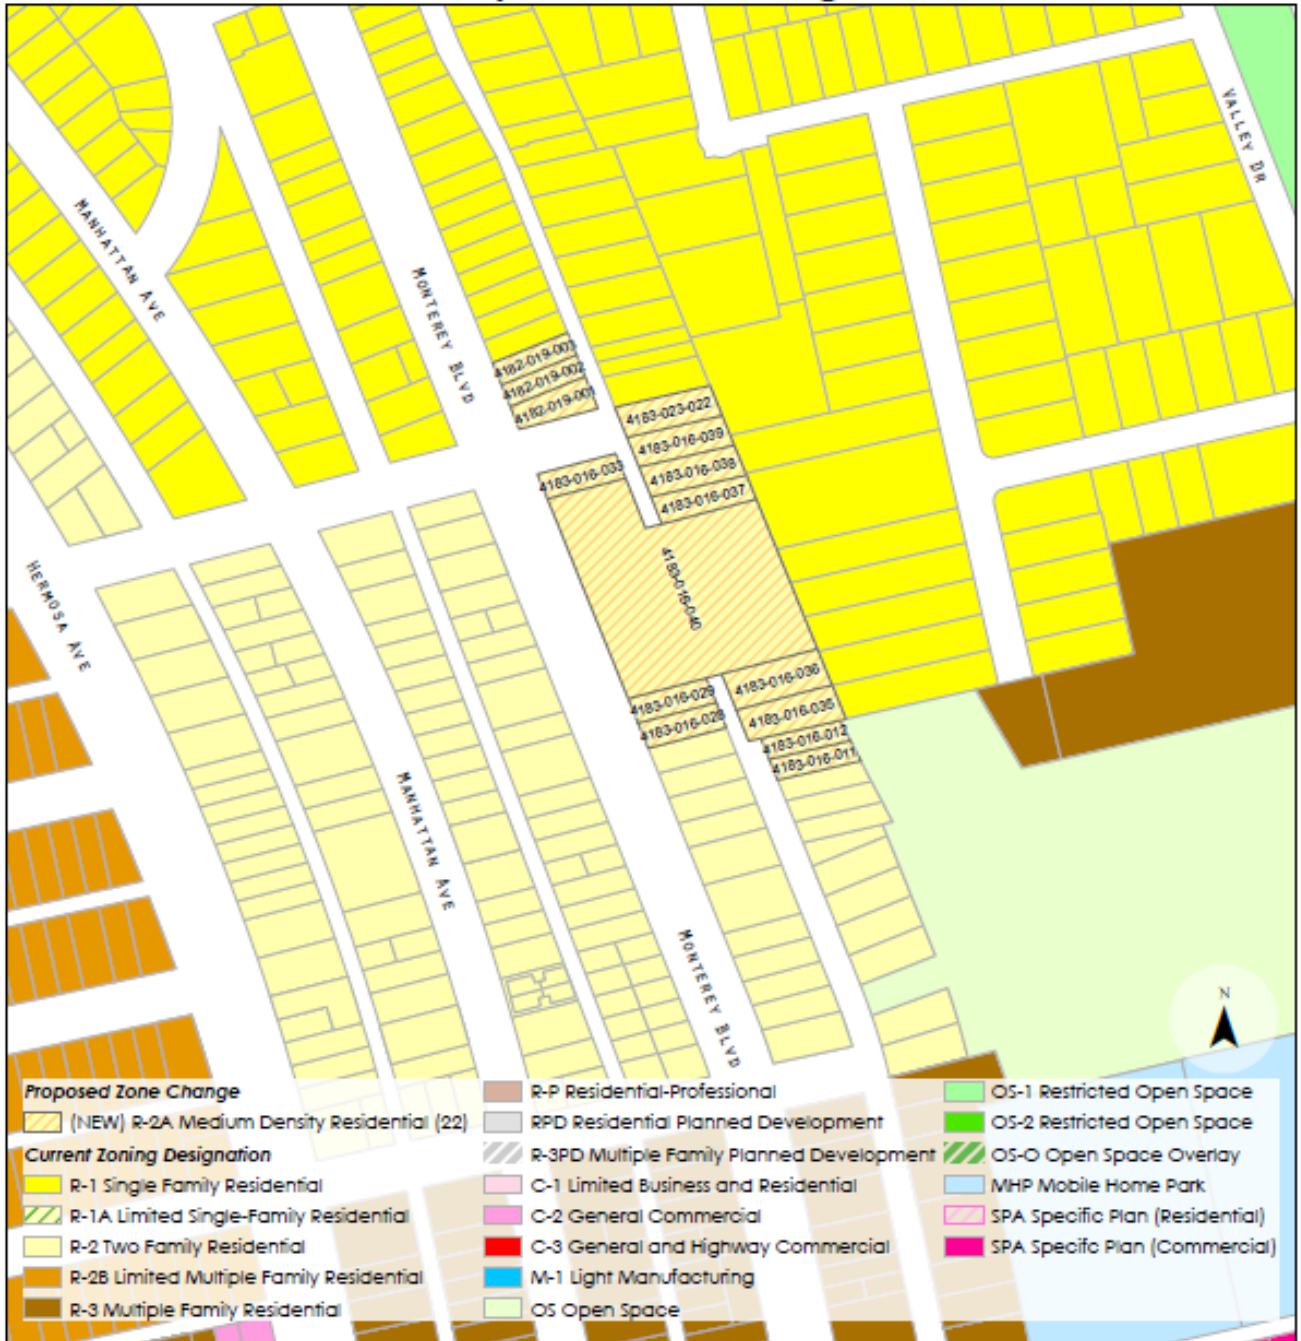 VALLEY DR
MANHATTAN AVE
MONTEREY BLVD
4182-019-003
4182-019-002
4182-019-001
4183-023-022
4183-016-039
4183-016-038
4183-016-037
4183-016-033
4183-016-040
HERMOSA AVE
4183-016-036
4183-016-029
4183-016-035
4183-016-028
4183-016-012
4183-016-011
MANHATTAN AVE
MONTEREY BLVD
N
Proposed Zone Change
(NEW) R-2A Medium Density Residential (22)
Current Zoning Designation
R-1 Single Family Residential
R-1A Limited Single-Family Residential
R-2 Two Family Residential
R-2B Limited Multiple Family Residential
R-3 Multiple Family Residential
R-P Residential-Professional
RPD Residential Planned Development
R-3PD Multiple Family Planned Development
C-1 Limited Business and Residential
C-2 General Commercial
C-3 General and Highway Commercial
M-1 Light Manufacturing
OS Open Space
OS-1 Restricted Open Space
OS-2 Restricted Open Space
OS-O Open Space Overlay
MHP Mobile Home Park
SPA Specific Plan (Residential)
SPA Specifc Plan (Commercial)